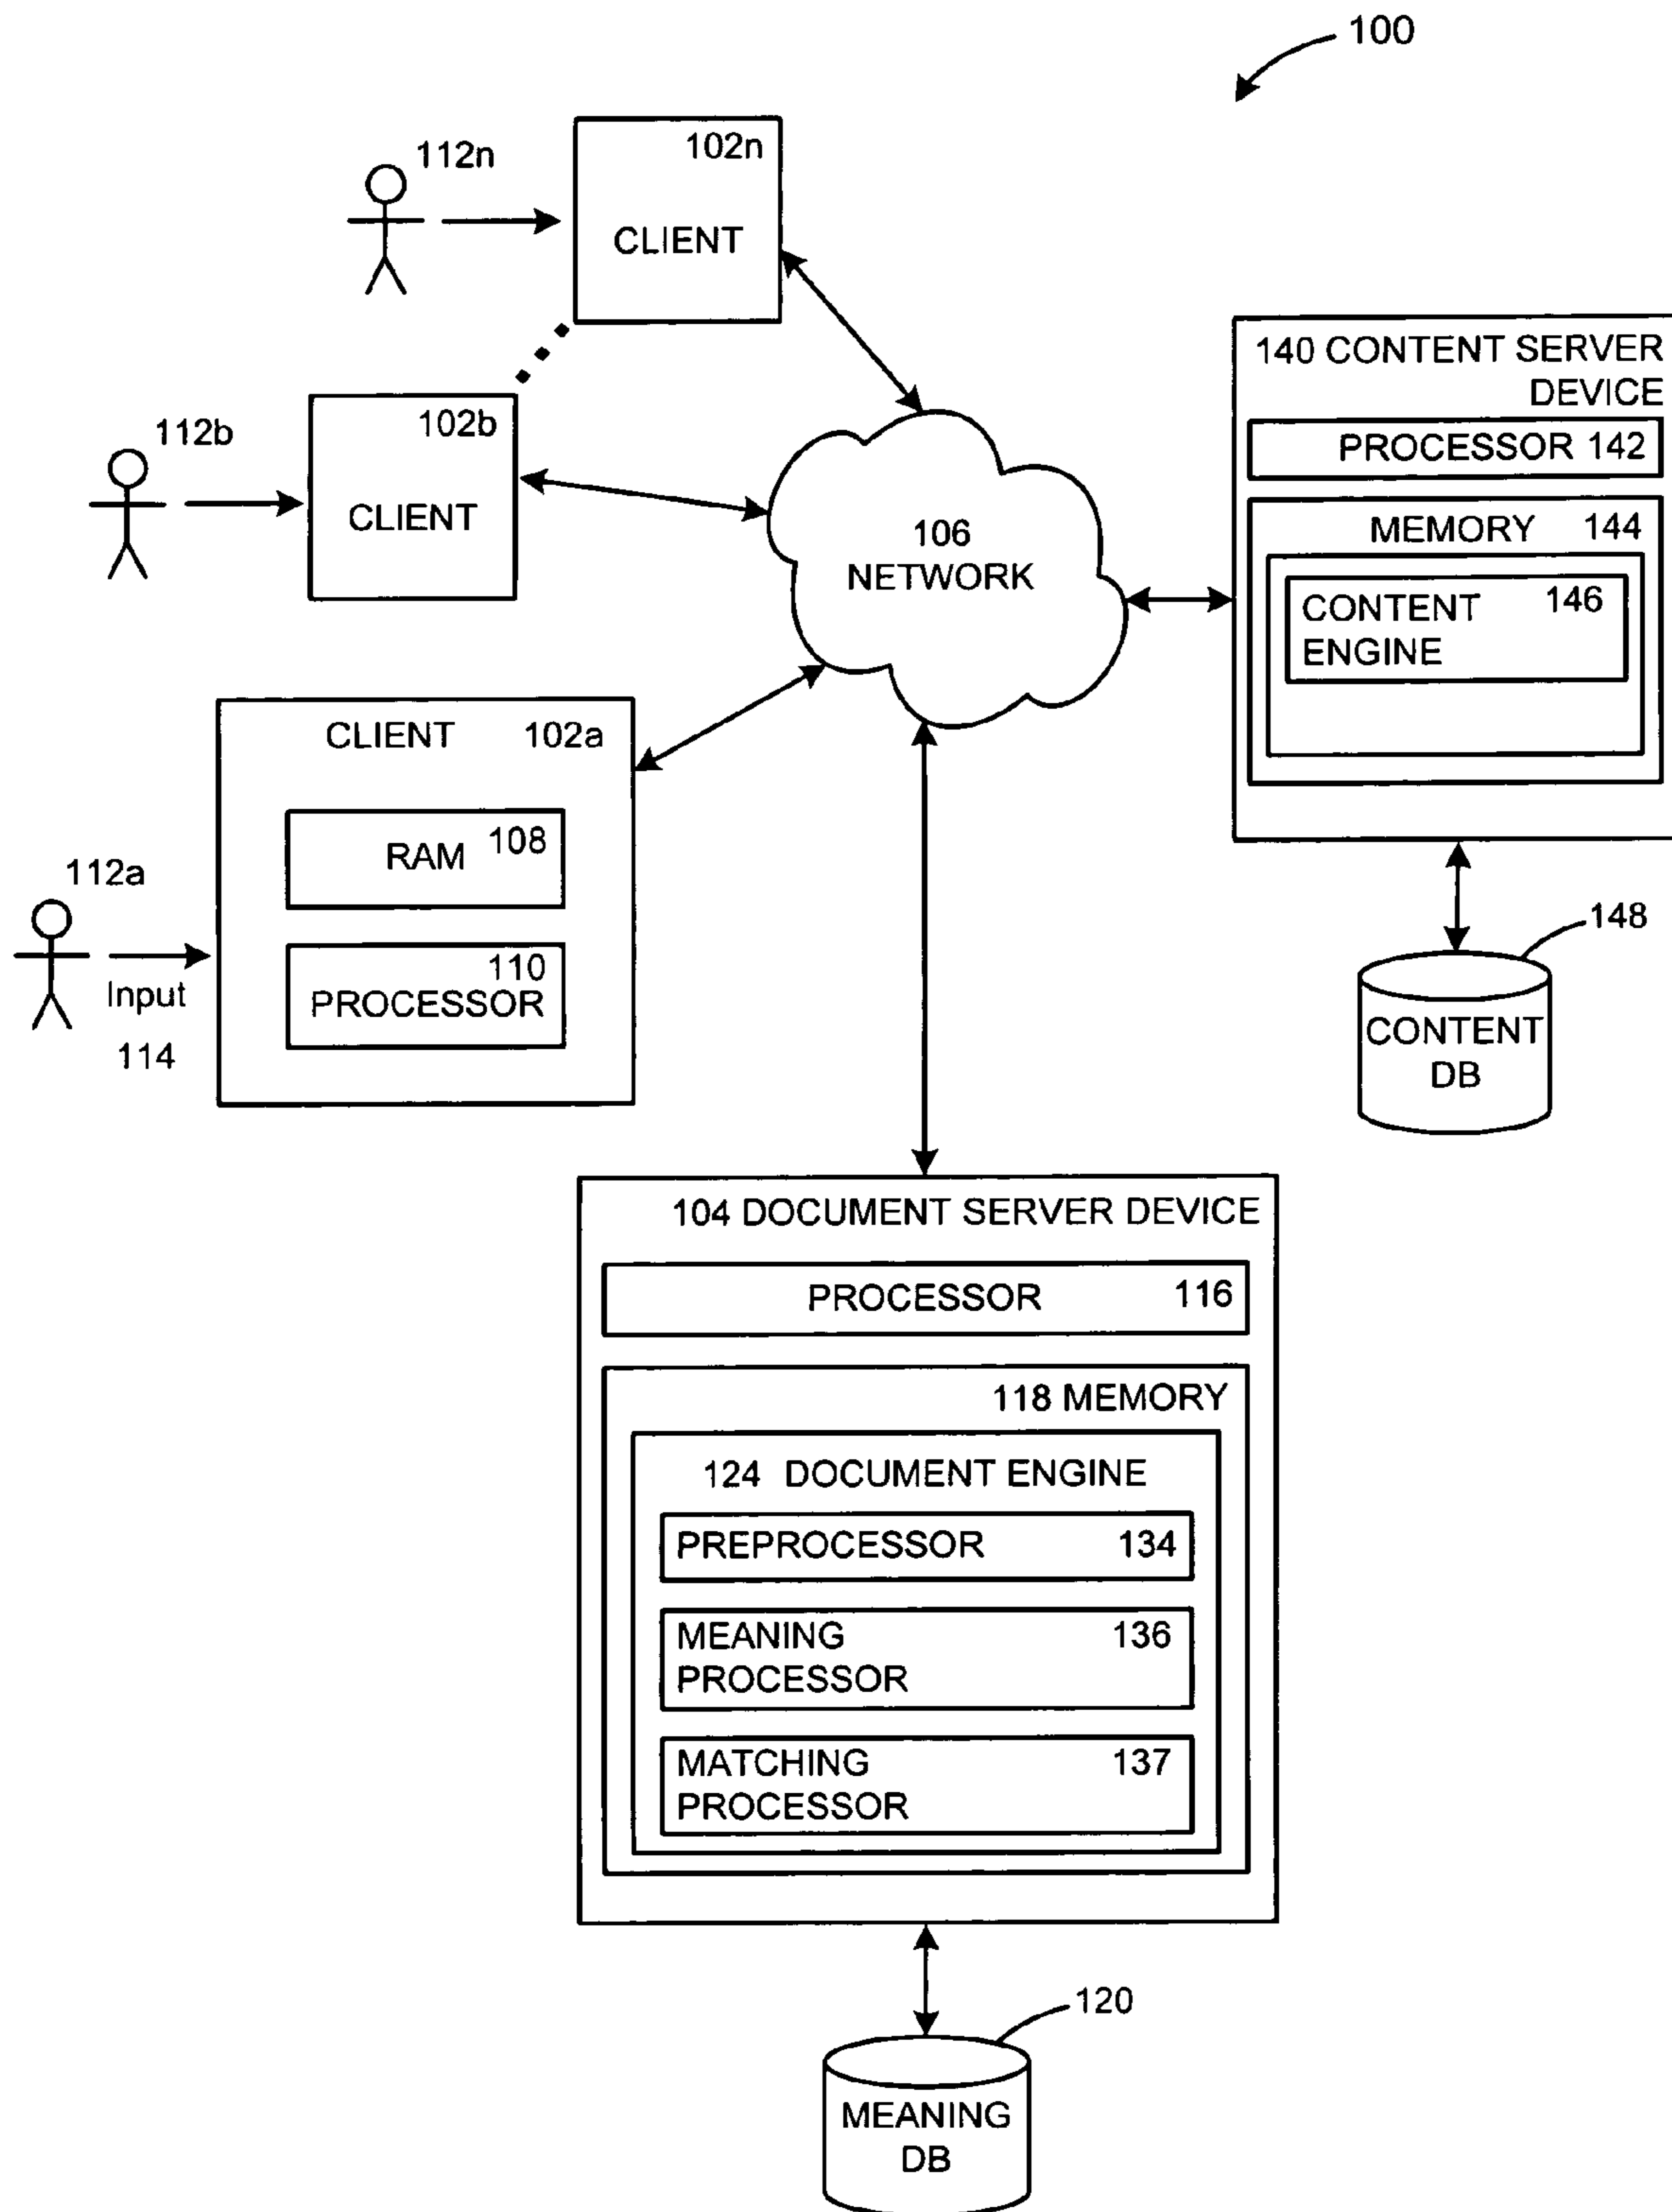 100
112n
102n
CLIENT
112b
102b
CLIENT
106
NETWORK
140 CONTENT SERVER
DEVICE
PROCESSOR 142
MEMORY 144
CONTENT 146
ENGINE
CLIENT 102a
RAM 108
110
PROCESSOR
112a
Input
114
148
CONTENT
DB
104 DOCUMENT SERVER DEVICE
PROCESSOR 116
118 MEMORY
124 DOCUMENT ENGINE
PREPROCESSOR 134
MEANING 136
PROCESSOR
MATCHING 137
PROCESSOR
120
MEANING
DB